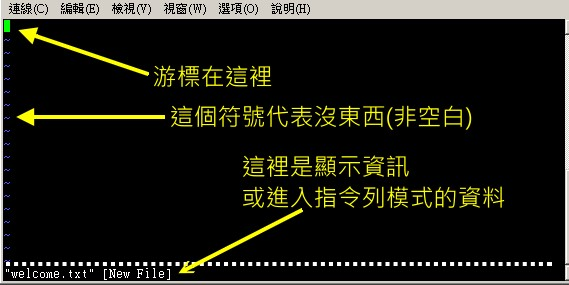 連線(C) 編輯(E) 檢視(V) 視窗(W) 選項(O) 說明(H)
~
游標在這裡
~
~
~
~
這個符號代表沒東西(非空白)
~
~
這裡是顯示資訊
或進入指令列模式的資料
~
~
~
~
"welcome.txt" [New File]